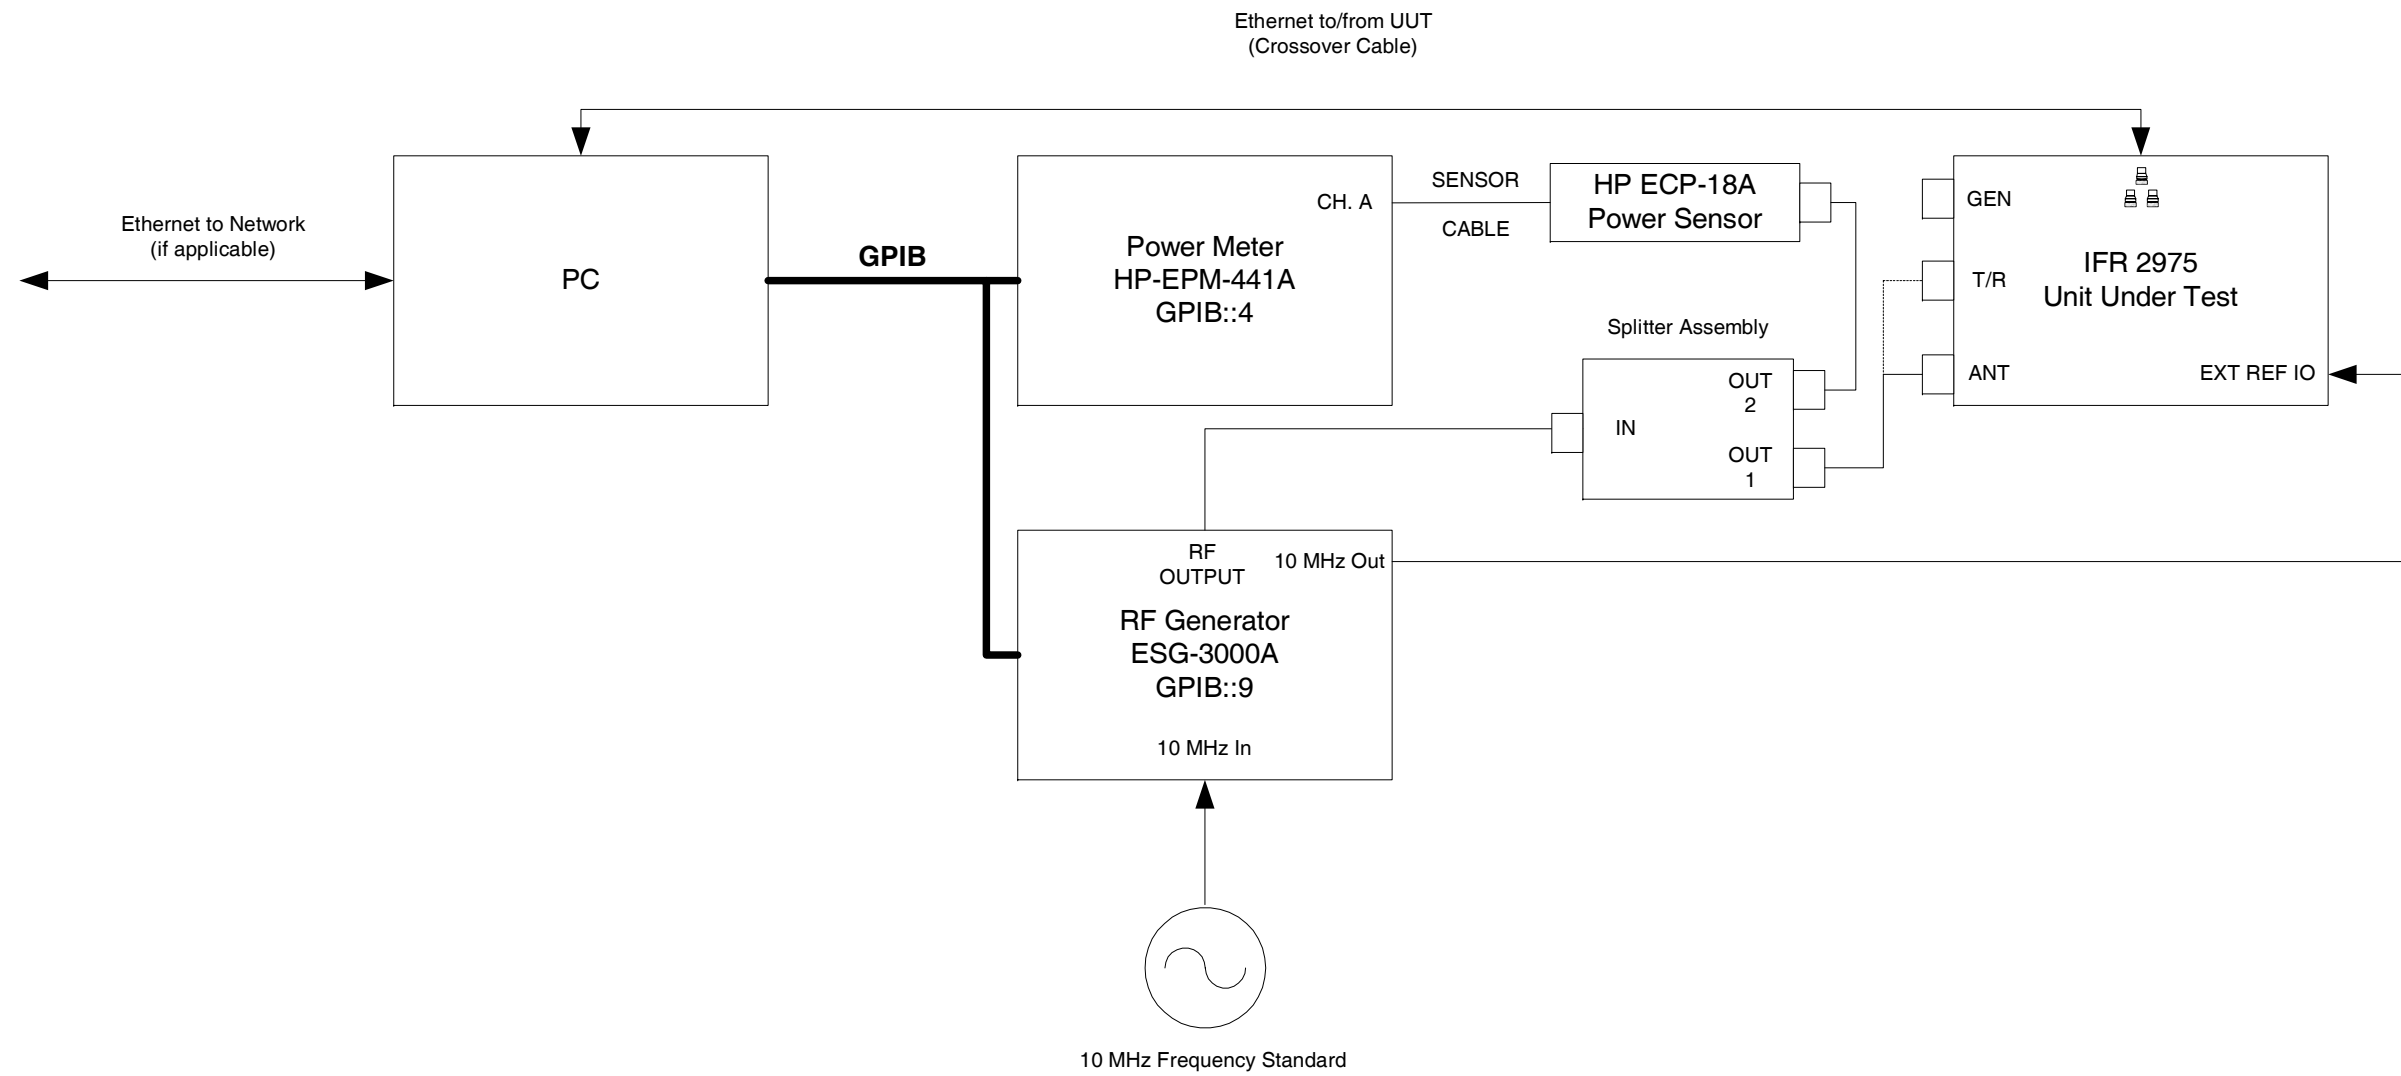 Ethernet to/from UUT
(Crossover Cable)
Ethernet to Network
(if applicable)
PC
GPIB
Power Meter
HP-EPM-441A
GPIB::4
CH. A
SENSOR
CABLE
HP ECP-18A
Power Sensor
GEN
T/R
ANT
IFR 2975
Unit Under Test
EXT REF IO
Splitter Assembly
IN
OUT
2
OUT
1
RF
OUTPUT
10 MHz Out
RF Generator
ESG-3000A
GPIB::9
10 MHz In
10 MHz Frequency Standard